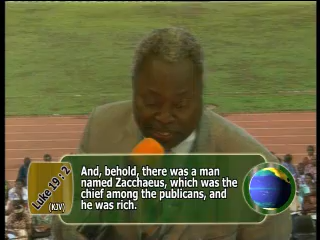 Luke 19 : 2
(KJV)
And, behold, there was a man
named Zacchaeus, which was the
chief among the publicans, and
he was rich.